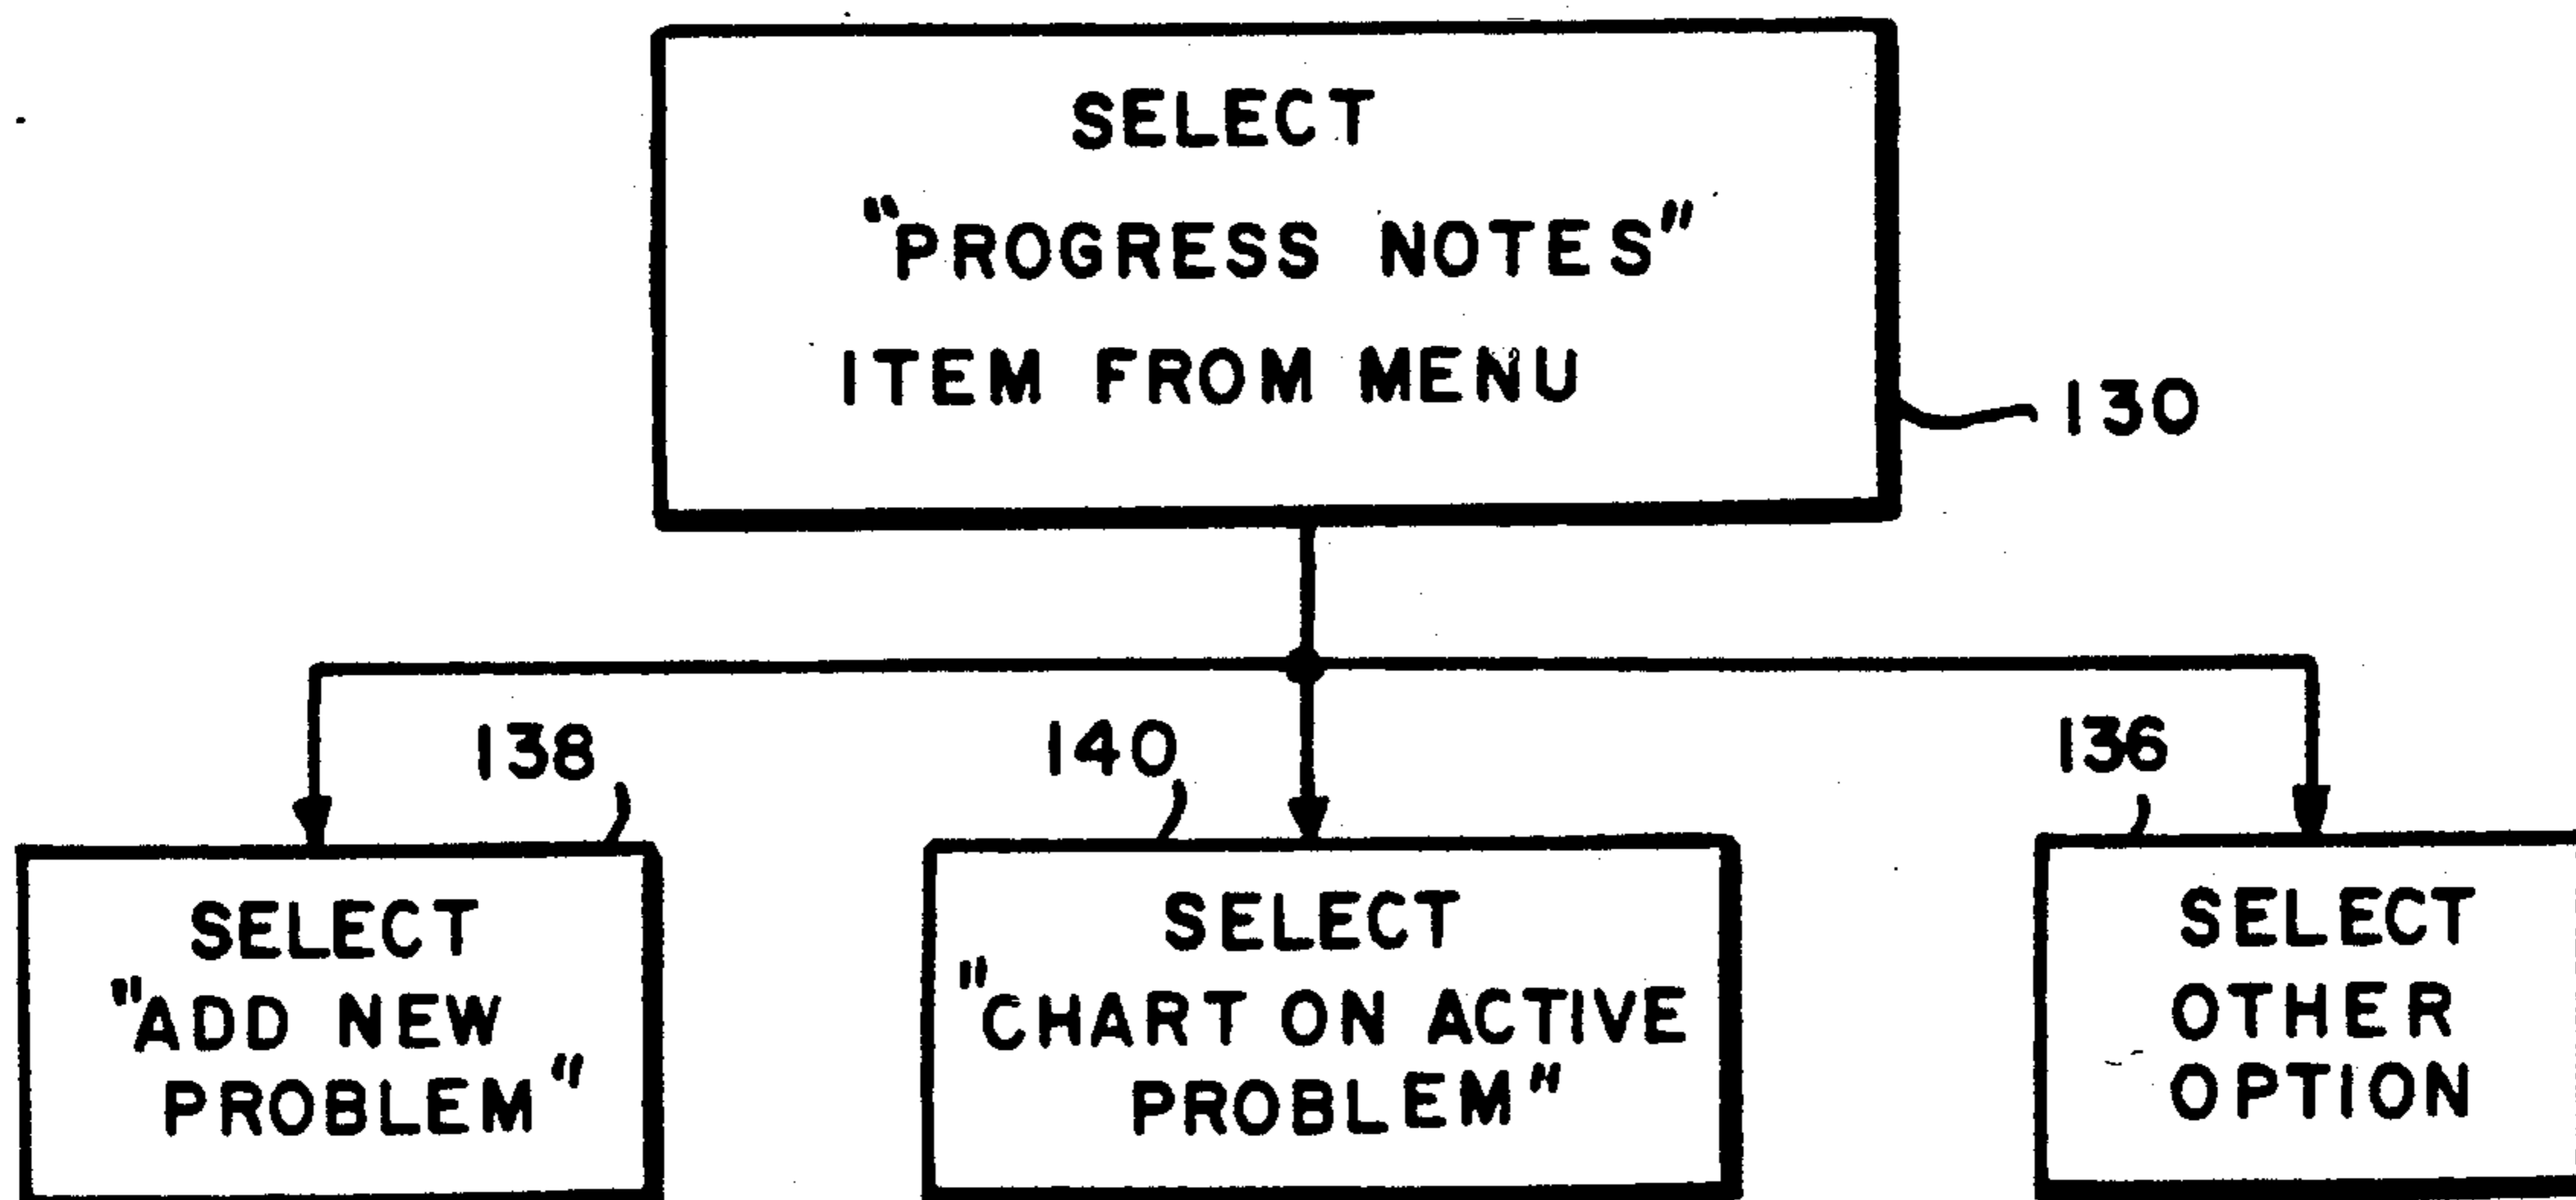 SELECT
"PROGRESS NOTES"
ITEM FROM MENU
130
138
140
136
SELECT
"ADD NEW
PROBLEM"
SELECT
"CHART ON ACTIVE
PROBLEM"
SELECT
OTHER
OPTION